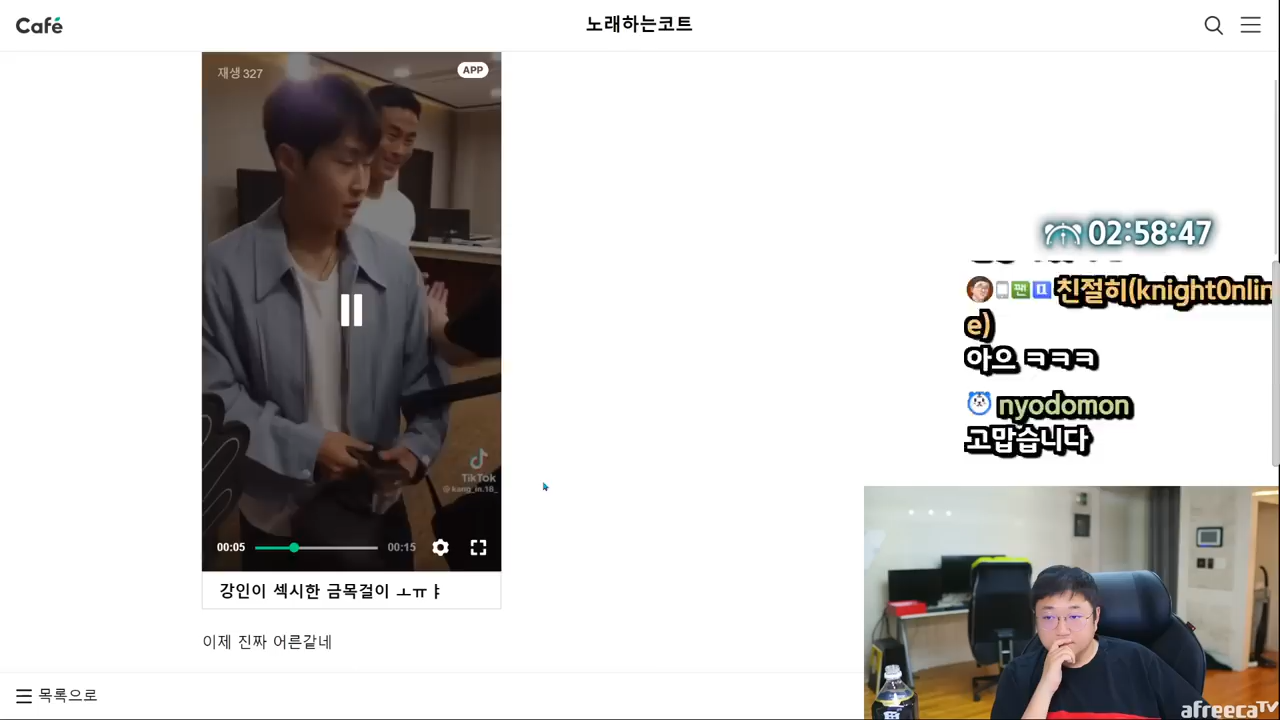 Café
노래하는코트
재생 327
APP
02:58:47
친절히(knight0nlin
e)
아으 ㅋㅋㅋ
nyodomon
고맙습니다
TikTok
@kang_in.18_
00:05
00:15
강인이 섹시한 금목걸이 ㅗㅠㅑ
이제 진짜 어른같네
목록으로
afreecaTV